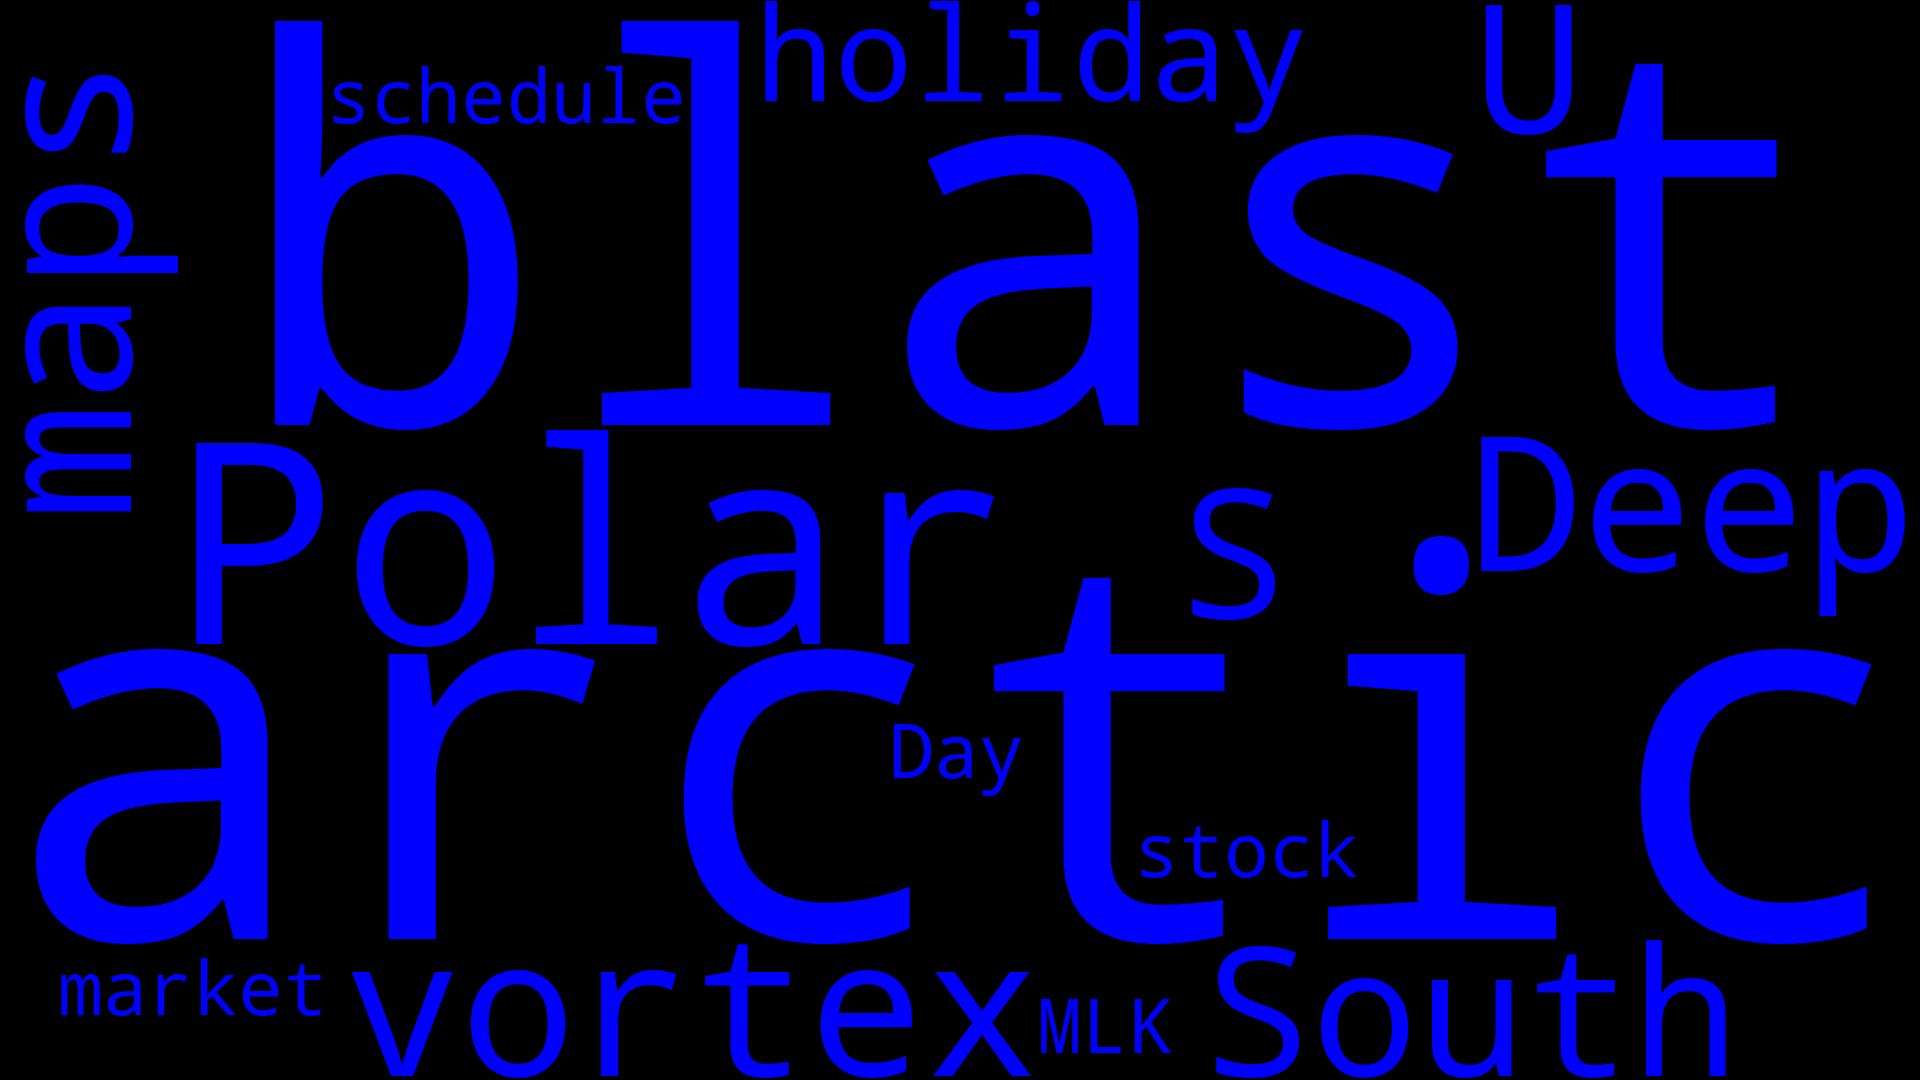 holiday
U
schedule
maps
blast
Polar
s
Deep
arctic
Day
stock
market
vortex
MLK
South